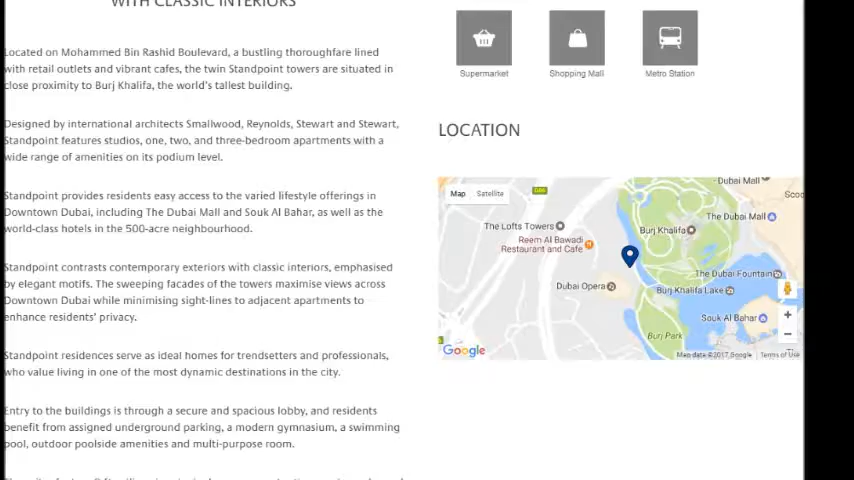 WITH CLASSIC INTERIORS
Located on Mohammed Bin Rashid Boulevard, a bustling thoroughfare lined
with retail outlets and vibrant cafes, the twin Standpoint towers are situated in
close proximity to Burj Khalifa, the world's tallest building.
Designed by international architects Smallwood, Reynolds, Stewart and Stewart,
Standpoint features studios, one, two, and three-bedroom apartments with a
wide range of amenities on its podium level.
Standpoint provides residents easy access to the varied lifestyle offerings in
Downtown Dubai, including The Dubai Mall and Souk Al Bahar, as well as the
world-class hotels in the 500-acre neighbourhood.
Standpoint contrasts contemporary exteriors with classic interiors, emphasised
by elegant motifs. The sweeping facades of the towers maximise views across
Downtown Dubai while minimising sight-lines to adjacent apartments to
enhance residents' privacy.
Standpoint residences serve as ideal homes for trendsetters and professionals,
who value living in one of the most dynamic destinations in the city.
Entry to the buildings is through a secure and spacious lobby, and residents
benefit from assigned underground parking, a modern gymnasium, a swimming
pool, outdoor poolside amenities and multi-purpose room.
Supermarket
Shopping Mall
Metro Station
LOCATION
Map Satellite
Dubai Mall
Scoo
The Dubai Mall
The Lofts Towers
Burj Khalifa
Reem Al Bawadi
Restaurant and Cafe
The Dubai Fountain
Dubai Opera
Burj Khalifa Lake
Souk Al Bahar
Burj Park
Google
Map data ©2017 Google
Terms of Use